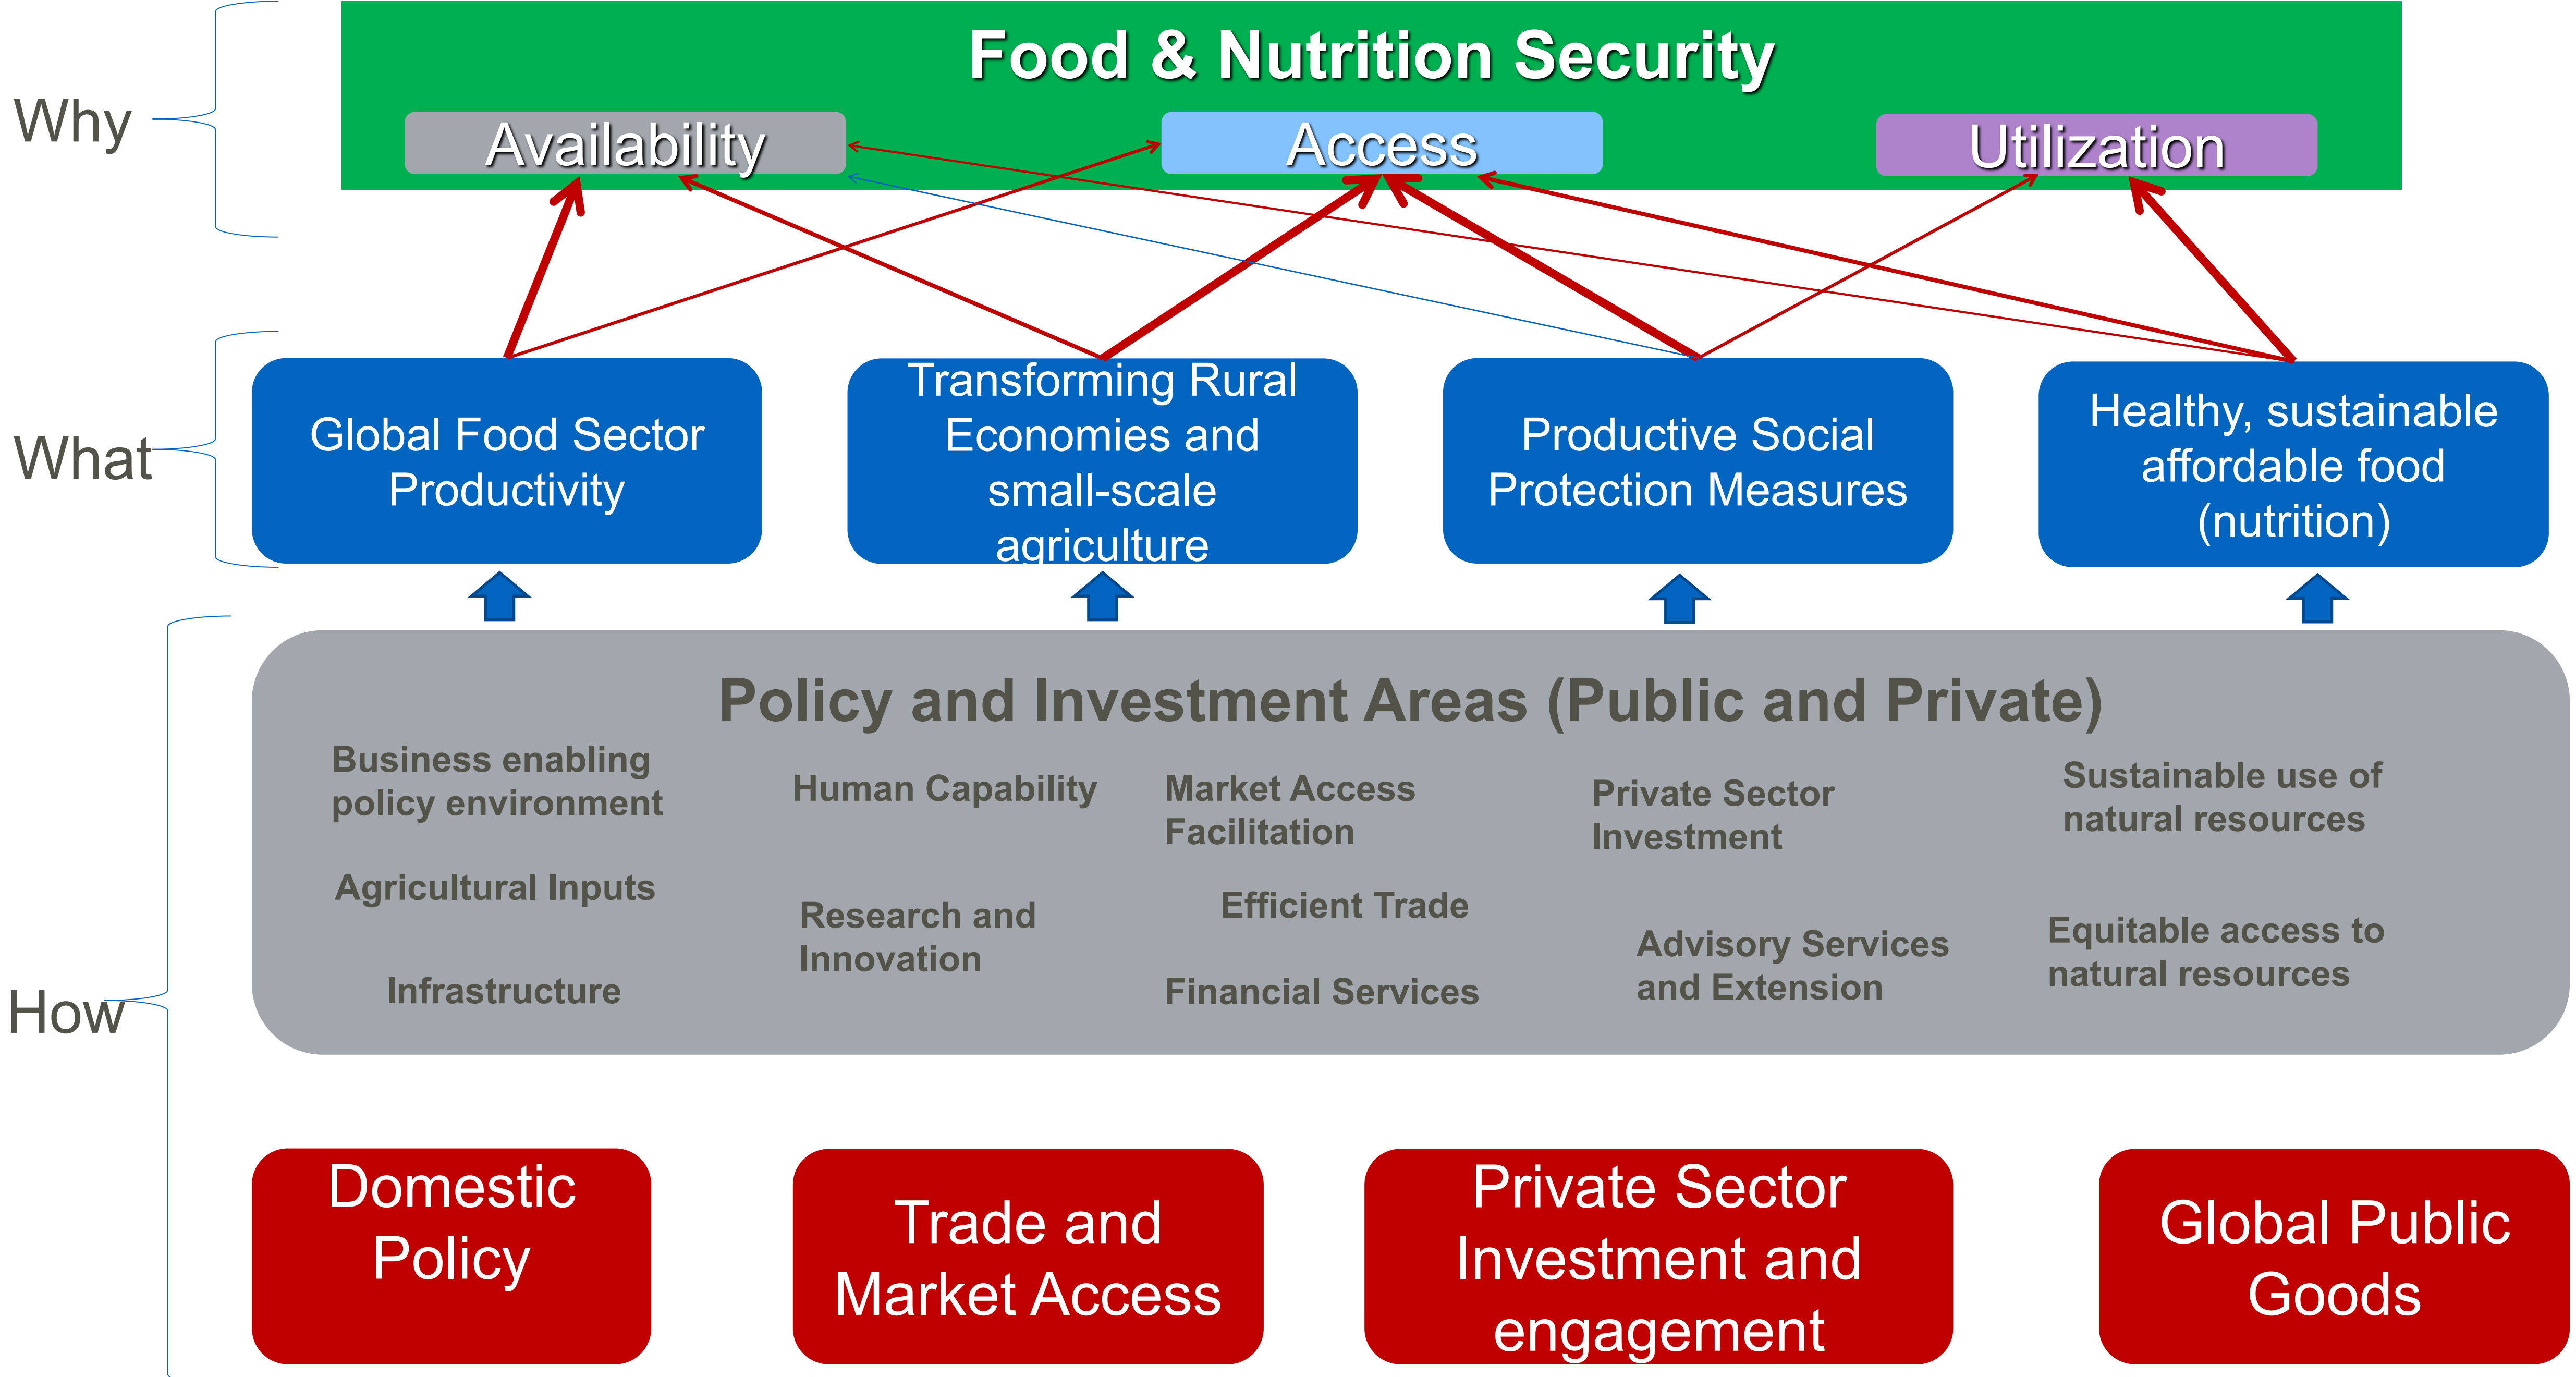 Why
Food & Nutrition Security
Availability
Access
Utilization
What
Global Food Sector
Productivity
Transforming Rural
Economies and
small-scale
agriculture
Productive Social
Protection Measures
Healthy, sustainable
affordable food
(nutrition)
How
Policy and Investment Areas (Public and Private)
Business enabling
policy environment
Human Capability
Market Access
Facilitation
Private Sector
Investment
Sustainable use of
natural resources
Agricultural Inputs
Research and
Innovation
Efficient Trade
Advisory Services
and Extension
Equitable access to
natural resources
Infrastructure
Financial Services
Domestic
Policy
Trade and
Market Access
Private Sector
Investment and
engagement
Global Public
Goods